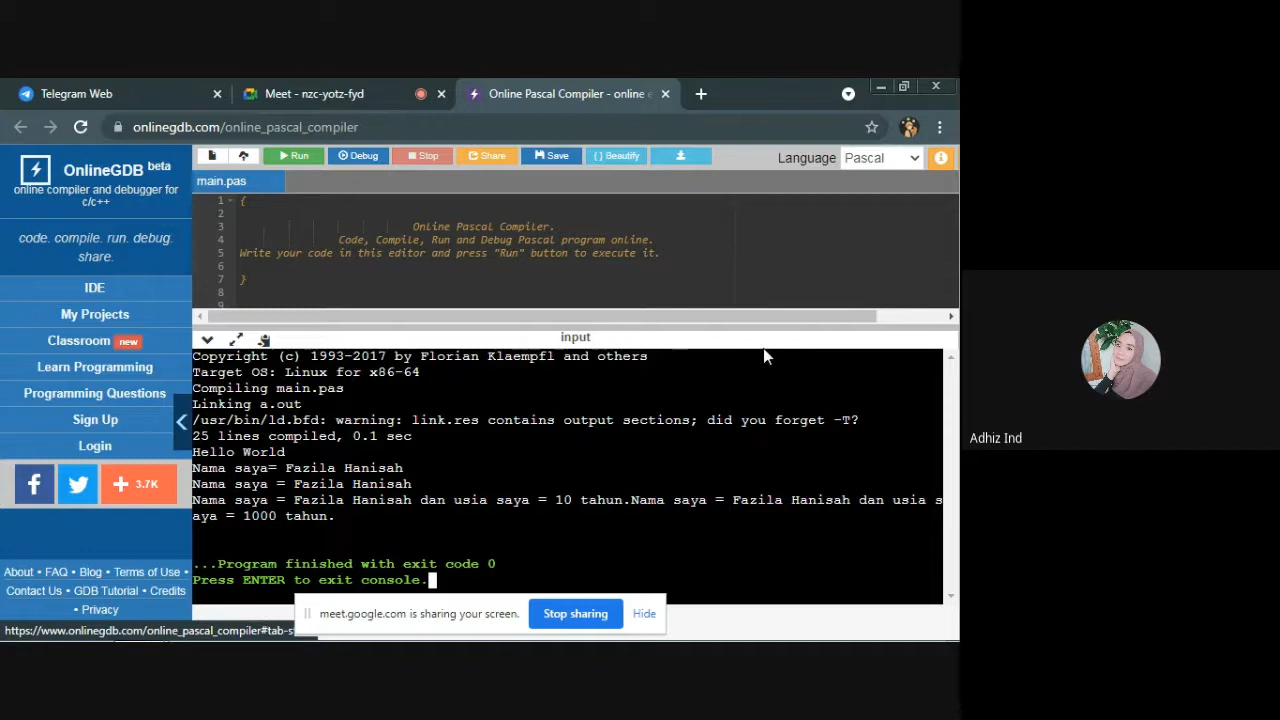 Telegram Web
Meet - nzc-yotz-fyd
Online Pascal Compiler - online e
onlinegdb.com/online_pascal_compiler
OnlineGDB beta
online compiler and debugger for
c/c++
code. compile. run. debug.
share.
IDE
My Projects
Classroom new
Learn Programming
Programming Questions
Sign Up
Login
3.7K
About • FAQ • Blog • Terms of Use •
Contact Us • GDB Tutorial • Credits
• Privacy
https://www.onlinegdb.com/online_pascal_compiler#tab-s
Run
Debug
Stop
Share
Save
{ } Beautify
Language Pascal
main.pas
1 {
2
3 Online Pascal Compiler.
4 Code, Compile, Run and Debug Pascal program online.
5 Write your code in this editor and press "Run" button to execute it.
6
7 }
8
9
input
Copyright (c) 1993-2017 by Florian Klaempfl and others
Target OS: Linux for x86-64
Compiling main.pas
Linking a.out
/usr/bin/ld.bfd: warning: link.res contains output sections; did you forget -T?
25 lines compiled, 0.1 sec
Hello World
Nama saya= Fazila Hanisah
Nama saya = Fazila Hanisah
Nama saya = Fazila Hanisah dan usia saya = 10 tahun.Nama saya = Fazila Hanisah dan usia s
aya = 1000 tahun.
...Program finished with exit code 0
Press ENTER to exit console.
meet.google.com is sharing your screen.
Stop sharing
Hide
Adhiz Ind